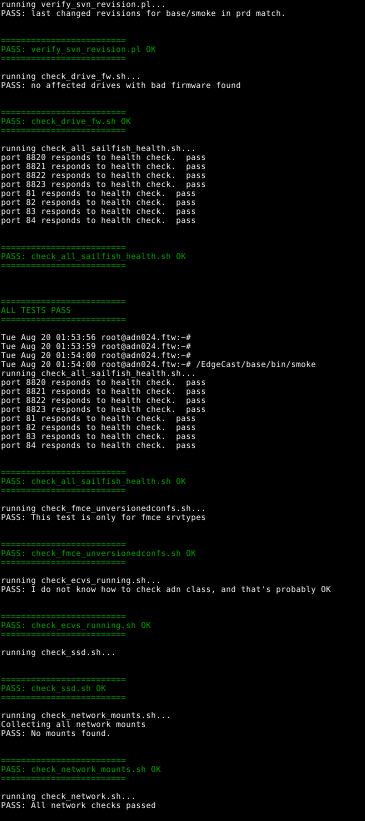 running verify_svn_revision.pl...
PASS: last changed revisions for base/smoke in prd match.
=========================
PASS: verify_svn_revision.pl OK
=========================
running check_drive_fw.sh...
PASS: no affected drives with bad firmware found
=========================
PASS: check_drive_fw.sh OK
=========================
running check_all_sailfish_health.sh...
port 8820 responds to health check.  pass
port 8821 responds to health check.  pass
port 8822 responds to health check.  pass
port 8823 responds to health check.  pass
port 81 responds to health check.  pass
port 82 responds to health check.  pass
port 83 responds to health check.  pass
port 84 responds to health check.  pass
=========================
PASS: check_all_sailfish_health.sh OK
=========================
=========================
ALL TESTS PASS
=========================
Tue Aug 20 01:53:56 root@adn024.ftw:~#
Tue Aug 20 01:53:59 root@adn024.ftw:~#
Tue Aug 20 01:54:00 root@adn024.ftw:~#
Tue Aug 20 01:54:00 root@adn024.ftw:~# /EdgeCast/base/bin/smoke
running check_all_sailfish_health.sh...
port 8820 responds to health check.  pass
port 8821 responds to health check.  pass
port 8822 responds to health check.  pass
port 8823 responds to health check.  pass
port 81 responds to health check.  pass
port 82 responds to health check.  pass
port 83 responds to health check.  pass
port 84 responds to health check.  pass
=========================
PASS: check_all_sailfish_health.sh OK
=========================
running check_fmce_unversionedconfs.sh...
PASS: This test is only for fmce srvtypes
=========================
PASS: check_fmce_unversionedconfs.sh OK
=========================
running check_ecvs_running.sh...
PASS: I do not know how to check adn class, and that's probably OK
=========================
PASS: check_ecvs_running.sh OK
=========================
running check_ssd.sh...
=========================
PASS: check_ssd.sh OK
=========================
running check_network_mounts.sh...
Collecting all network mounts
PASS: No mounts found.
=========================
PASS: check_network_mounts.sh OK
=========================
running check_network.sh...
PASS: All network checks passed